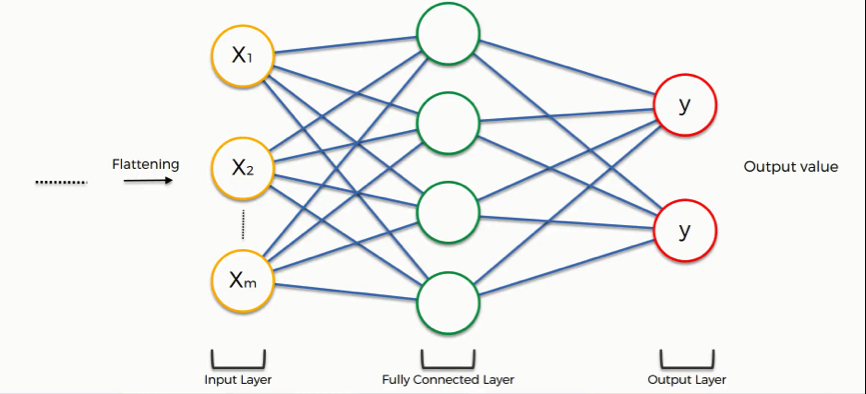 X1
X2
Xm
Flattening
y
y
Output value
Input Layer
Fully Connected Layer
Output Layer